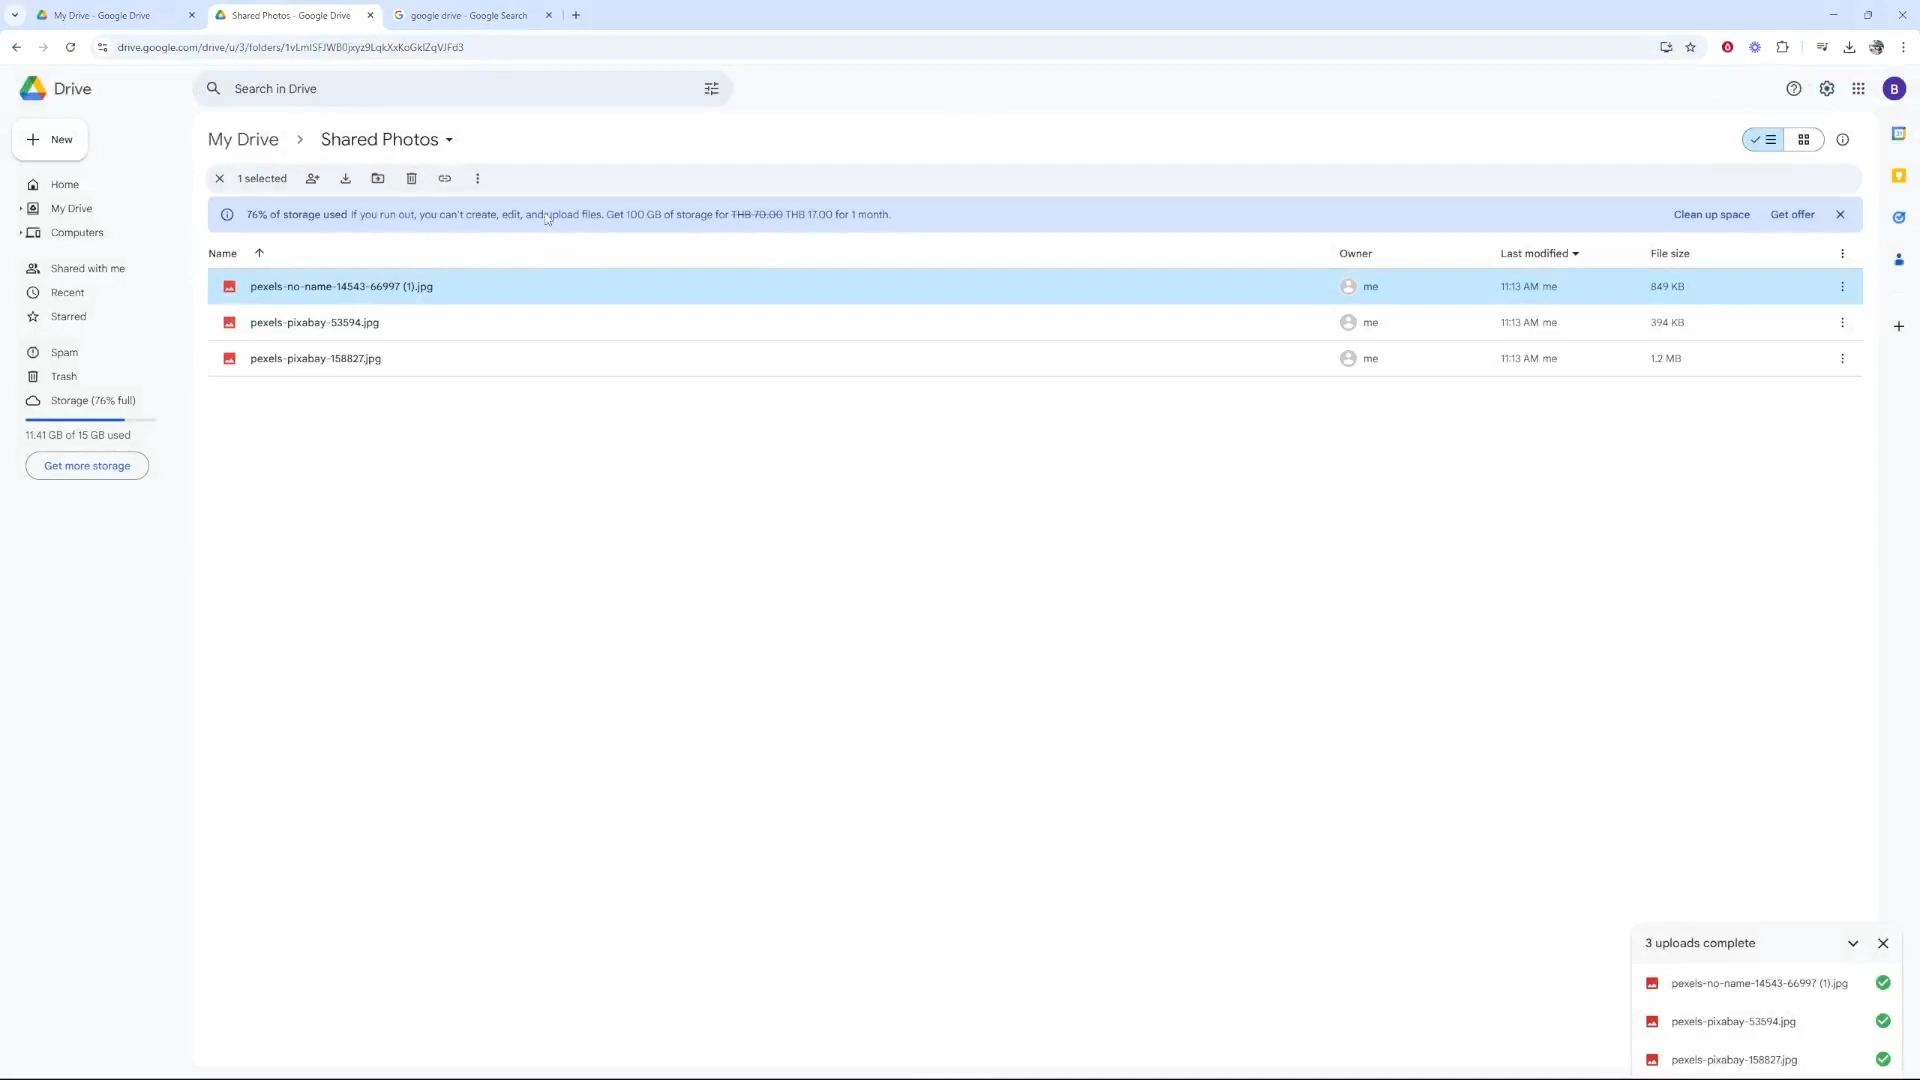 My Drive - Google Drive
Shared Photos - Google Drive
google drive - Google Search
drive.google.com/drive/u/3/folders/1vLmISFJWB0jxyz9LqkXxKoGkIZqVJFd3
Drive
Search in Drive
B
New
My Drive > Shared Photos
1 selected
76% of storage used If you run out, you can't create, edit, and upload files. Get 100 GB of storage for THB 70.00 THB 17.00 for 1 month.
Clean up space
Get offer
Name
Owner
Last modified
File size
pexels-no-name-14543-66997 (1).jpg
me
11:13 AM me
849 KB
pexels-pixabay-53594.jpg
me
11:13 AM me
394 KB
pexels-pixabay-158827.jpg
me
11:13 AM me
1.2 MB
Home
My Drive
Computers
Shared with me
Recent
Starred
Spam
Trash
Storage (76% full)
11.41 GB of 15 GB used
Get more storage
31
3 uploads complete
pexels-no-name-14543-66997 (1).jpg
pexels-pixabay-53594.jpg
pexels-pixabay-158827.jpg